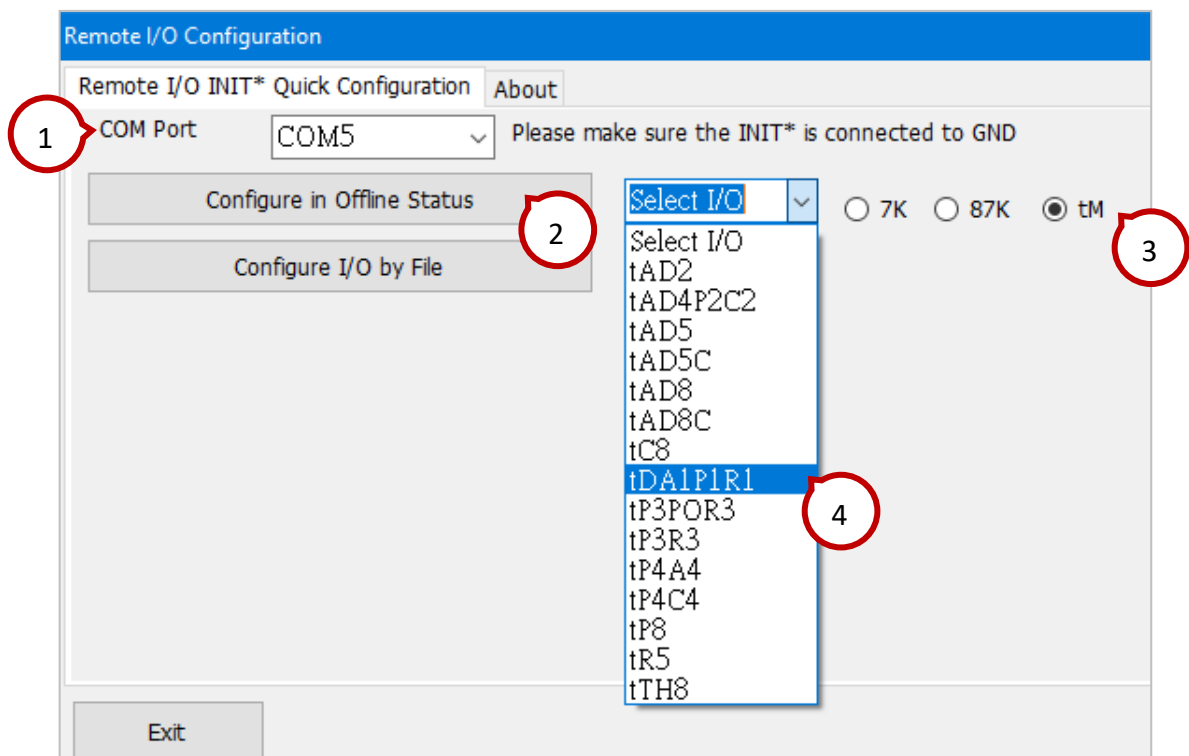 Remote I/O Configuration
Remote I/O INIT* Quick Configuration About
1 COM Port COM5 Please make sure the INIT* is connected to GND
Configure in Offline Status 2 Select I/O 7K 87K tM 3
Configure I/O by File
Select I/O
tAD2
tAD4P2C2
tAD5
tAD5C
tAD8
tAD8C
tC8
tDA1P1R1
4
tP3POR3
tP3R3
tP4A4
tP4C4
tP8
tR5
tTH8
Exit